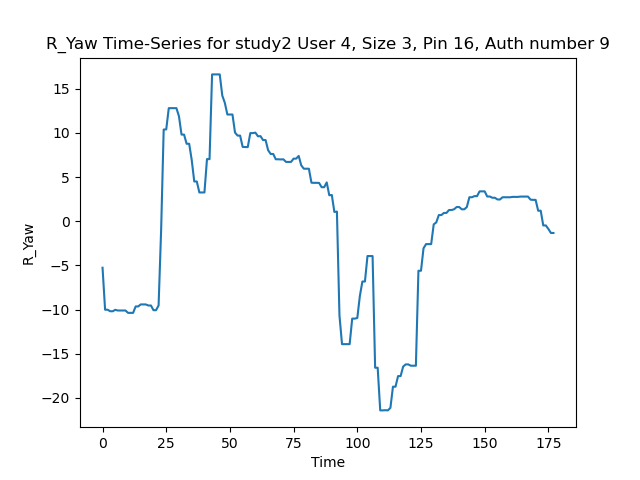 R_Yaw Time-Series for study2 User 4, Size 3, Pin 16, Auth number 9
15
10
5
0
−5
−10
−15
−20
R_Yaw
0 25 50 75 100 125 150 175
Time